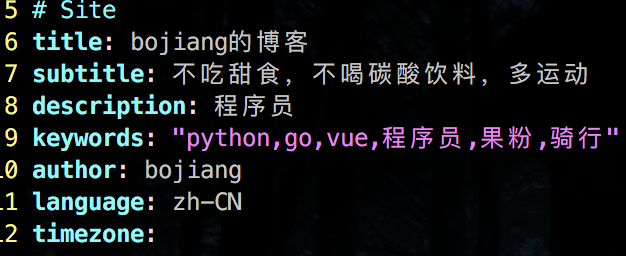 5 # Site
6 title: bojiang的博客
7 subtitle: 不吃甜食, 不喝碳酸饮料, 多运动
8 description: 程序员
9 keywords: "python,go,vue,程序员,果粉,骑行"
10 author: bojiang
11 language: zh-CN
12 timezone: